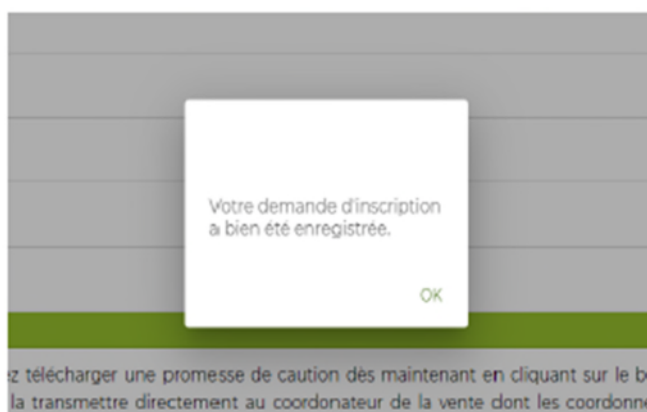 Votre demande d'inscription
a bien été enregistrée.
OK
télécharger une promesse de caution dès maintenant en cliquant sur le
la transmettre directement au coordonateur de la vente dont les